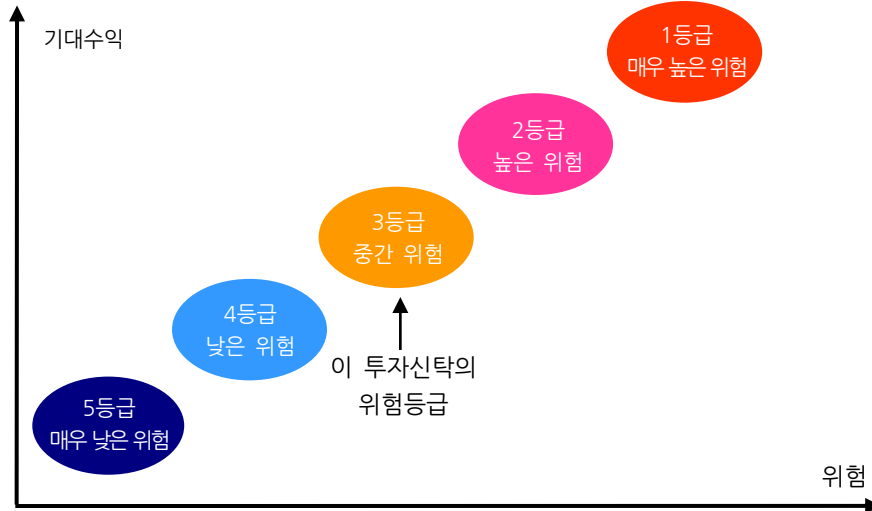 기대수익
1등급
매우 높은 위험
2등급
높은 위험
3등급
중간 위험
4등급
낮은 위험
이 투자신탁의
위험등급
5등급
매우 낮은 위험
위험